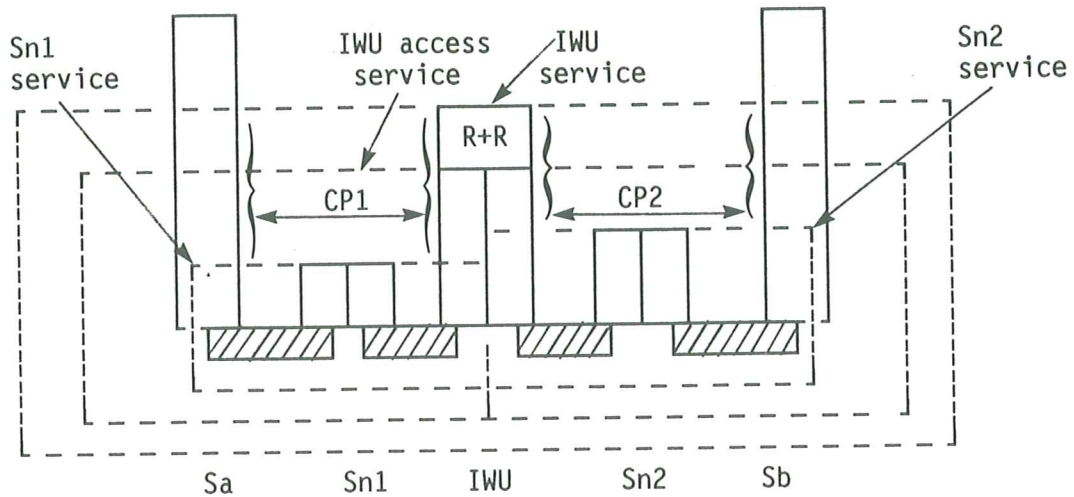 Sn1
service
IWU access
service
IWU
service
Sn2
service
R+R
CP1
CP2
Sa
Sn1
IWU
Sn2
Sb